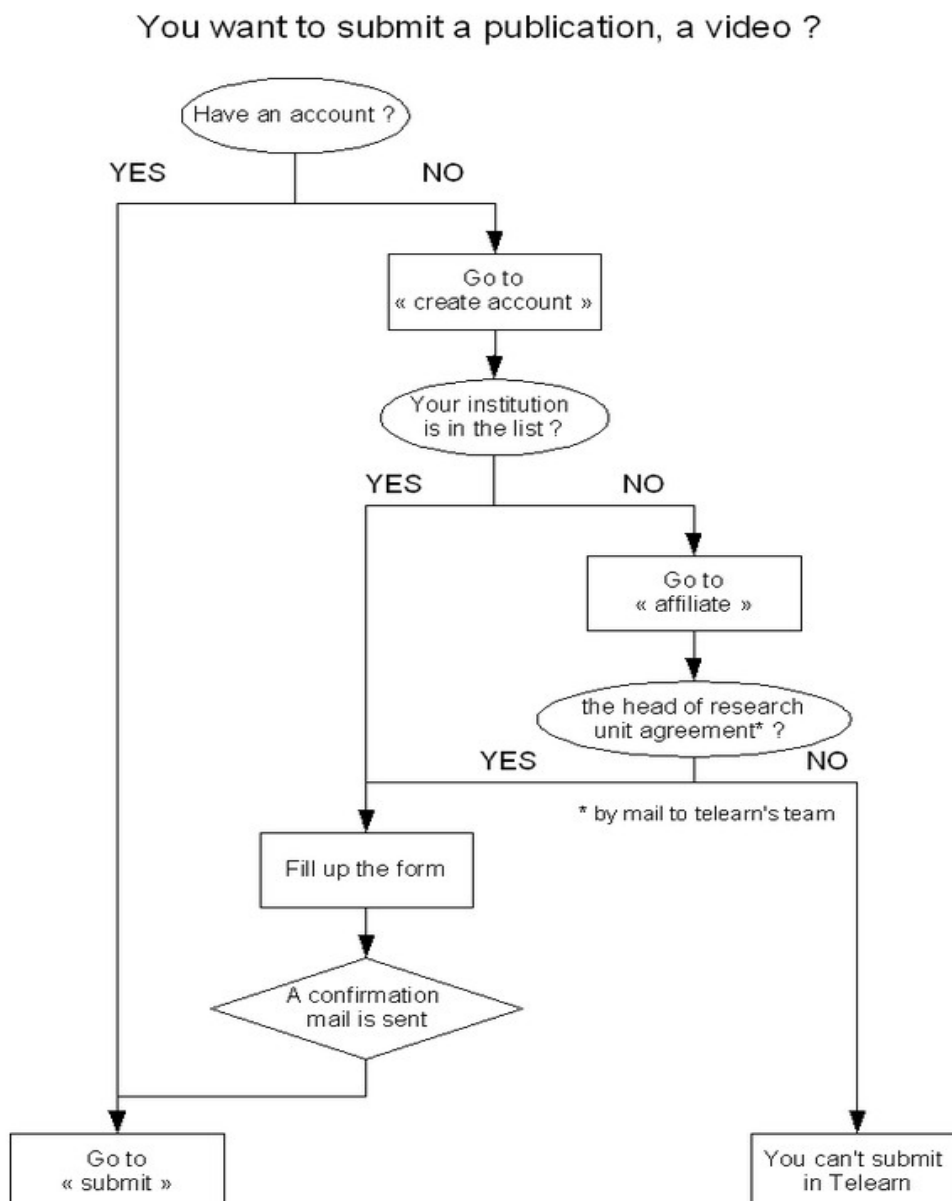 You want to submit a publication, a video ?
Have an account ?
YES
NO
Go to
« create account »
Your institution
is in the list ?
YES
NO
Go to
« affiliate »
the head of research
unit agreement* ?
YES
NO
* by mail to telearn's team
Fill up the form
A confirmation
mail is sent
Go to
« submit »
You can't submit
in Telearn